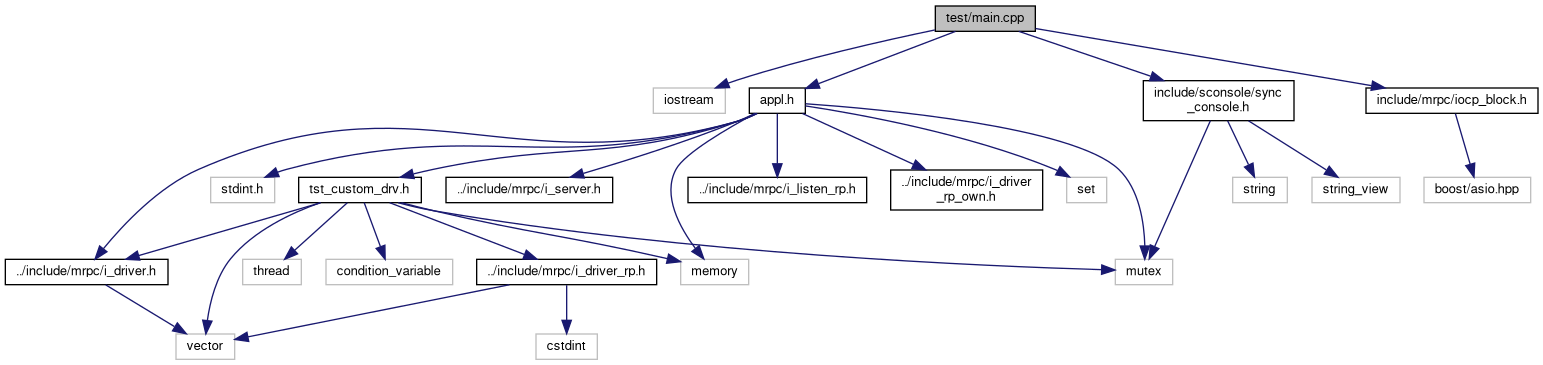 test/main.cpp
iostream
appl.h
include/sconsole/sync
_console.h
include/mrpc/iocp_block.h
stdint.h
tst_custom_drv.h
../include/mrpc/i_server.h
../include/mrpc/i_listen_rp.h
../include/mrpc/i_driver
_rp_own.h
set
string
string_view
boost/asio.hpp
../include/mrpc/i_driver.h
thread
condition_variable
../include/mrpc/i_driver_rp.h
memory
mutex
vector
cstdint